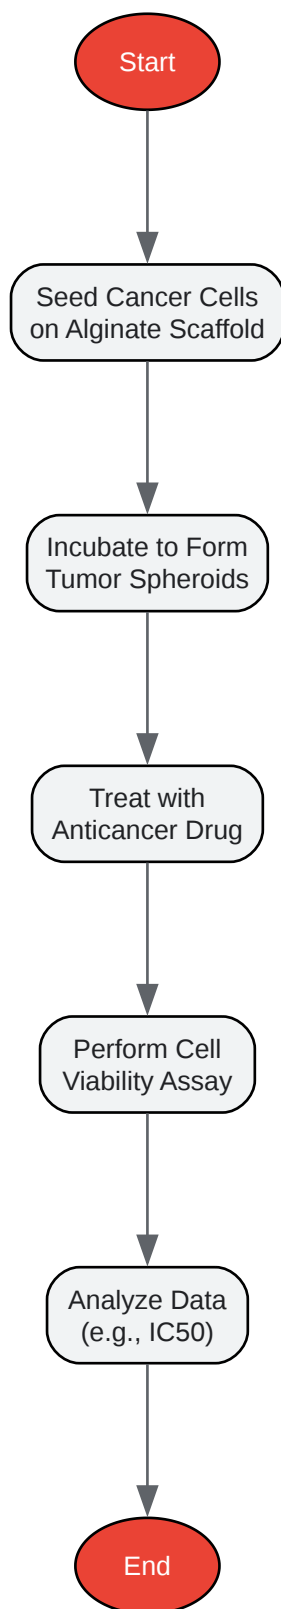 Start
Seed Cancer Cells
on Alginate Scaffold
Incubate to Form
Tumor Spheroids
Treat with
Anticancer Drug
Perform Cell
Viability Assay
Analyze Data
(e.g., IC50)
End